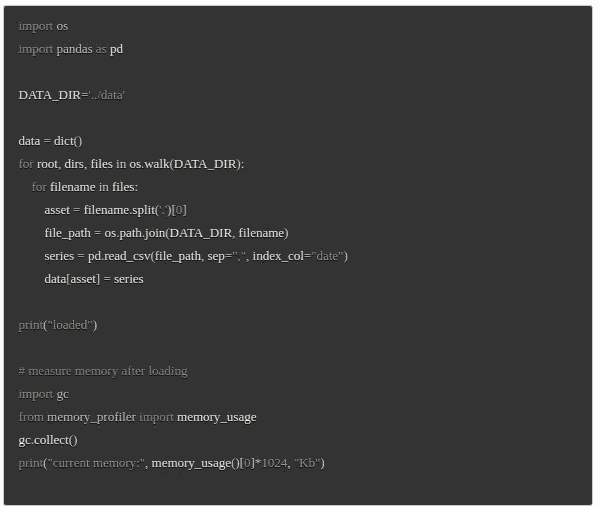 import os
import pandas as pd
DATA_DIR='../data'
data = dict()
for root, dirs, files in os.walk(DATA_DIR):
for filename in files:
asset = filename.split('.')[0]
file_path = os.path.join(DATA_DIR, filename)
series = pd.read_csv(file_path, sep=",", index_col="date")
data[asset] = series
print("loaded")
# measure memory after loading
import gc
from memory_profiler import memory_usage
gc.collect()
print("current memory:", memory_usage()[0]*1024, "Kb")